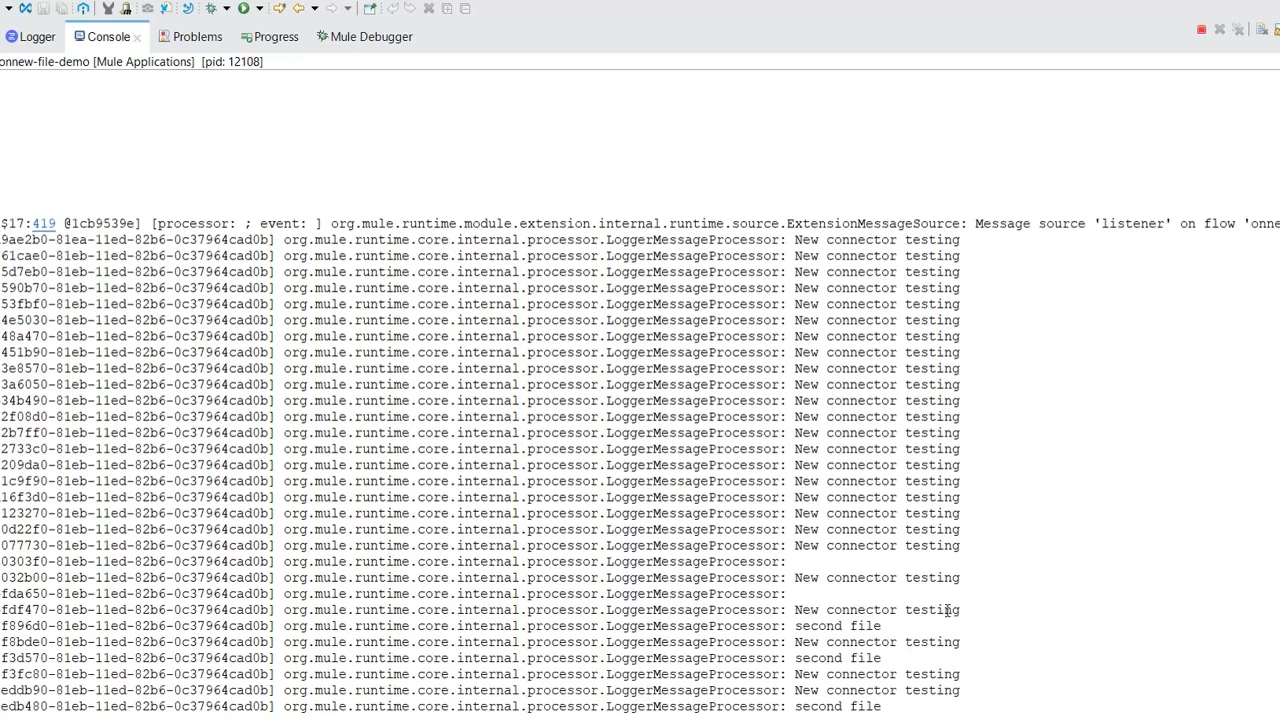 Logger Console Problems Progress Mule Debugger
onnew-file-demo [Mule Applications] [pid: 12108]
$17:419 @1cb9539e] [processor: ; event: ] org.mule.runtime.module.extension.internal.runtime.source.ExtensionMessageSource: Message source 'listener' on flow 'onne
9ae2b0-81ea-11ed-82b6-0c37964cad0b] org.mule.runtime.core.internal.processor.LoggerMessageProcessor: New connector testing
61cae0-81eb-11ed-82b6-0c37964cad0b] org.mule.runtime.core.internal.processor.LoggerMessageProcessor: New connector testing
5d7eb0-81eb-11ed-82b6-0c37964cad0b] org.mule.runtime.core.internal.processor.LoggerMessageProcessor: New connector testing
590b70-81eb-11ed-82b6-0c37964cad0b] org.mule.runtime.core.internal.processor.LoggerMessageProcessor: New connector testing
53fbf0-81eb-11ed-82b6-0c37964cad0b] org.mule.runtime.core.internal.processor.LoggerMessageProcessor: New connector testing
4e5030-81eb-11ed-82b6-0c37964cad0b] org.mule.runtime.core.internal.processor.LoggerMessageProcessor: New connector testing
48a470-81eb-11ed-82b6-0c37964cad0b] org.mule.runtime.core.internal.processor.LoggerMessageProcessor: New connector testing
451b90-81eb-11ed-82b6-0c37964cad0b] org.mule.runtime.core.internal.processor.LoggerMessageProcessor: New connector testing
3e8570-81eb-11ed-82b6-0c37964cad0b] org.mule.runtime.core.internal.processor.LoggerMessageProcessor: New connector testing
3a6050-81eb-11ed-82b6-0c37964cad0b] org.mule.runtime.core.internal.processor.LoggerMessageProcessor: New connector testing
34b490-81eb-11ed-82b6-0c37964cad0b] org.mule.runtime.core.internal.processor.LoggerMessageProcessor: New connector testing
2f08d0-81eb-11ed-82b6-0c37964cad0b] org.mule.runtime.core.internal.processor.LoggerMessageProcessor: New connector testing
2b7ff0-81eb-11ed-82b6-0c37964cad0b] org.mule.runtime.core.internal.processor.LoggerMessageProcessor: New connector testing
2733c0-81eb-11ed-82b6-0c37964cad0b] org.mule.runtime.core.internal.processor.LoggerMessageProcessor: New connector testing
209da0-81eb-11ed-82b6-0c37964cad0b] org.mule.runtime.core.internal.processor.LoggerMessageProcessor: New connector testing
1c9f90-81eb-11ed-82b6-0c37964cad0b] org.mule.runtime.core.internal.processor.LoggerMessageProcessor: New connector testing
16f3d0-81eb-11ed-82b6-0c37964cad0b] org.mule.runtime.core.internal.processor.LoggerMessageProcessor: New connector testing
123270-81eb-11ed-82b6-0c37964cad0b] org.mule.runtime.core.internal.processor.LoggerMessageProcessor: New connector testing
0d22f0-81eb-11ed-82b6-0c37964cad0b] org.mule.runtime.core.internal.processor.LoggerMessageProcessor: New connector testing
077730-81eb-11ed-82b6-0c37964cad0b] org.mule.runtime.core.internal.processor.LoggerMessageProcessor: New connector testing
0303f0-81eb-11ed-82b6-0c37964cad0b] org.mule.runtime.core.internal.processor.LoggerMessageProcessor:
032b00-81eb-11ed-82b6-0c37964cad0b] org.mule.runtime.core.internal.processor.LoggerMessageProcessor: New connector testing
fda650-81eb-11ed-82b6-0c37964cad0b] org.mule.runtime.core.internal.processor.LoggerMessageProcessor:
fdf470-81eb-11ed-82b6-0c37964cad0b] org.mule.runtime.core.internal.processor.LoggerMessageProcessor: New connector testing
f896d0-81eb-11ed-82b6-0c37964cad0b] org.mule.runtime.core.internal.processor.LoggerMessageProcessor: second file
f8bde0-81eb-11ed-82b6-0c37964cad0b] org.mule.runtime.core.internal.processor.LoggerMessageProcessor: New connector testing
f3d570-81eb-11ed-82b6-0c37964cad0b] org.mule.runtime.core.internal.processor.LoggerMessageProcessor: second file
f3fc80-81eb-11ed-82b6-0c37964cad0b] org.mule.runtime.core.internal.processor.LoggerMessageProcessor: New connector testing
eddb90-81eb-11ed-82b6-0c37964cad0b] org.mule.runtime.core.internal.processor.LoggerMessageProcessor: New connector testing
edb480-81eb-11ed-82b6-0c37964cad0b] org.mule.runtime.core.internal.processor.LoggerMessageProcessor: second file